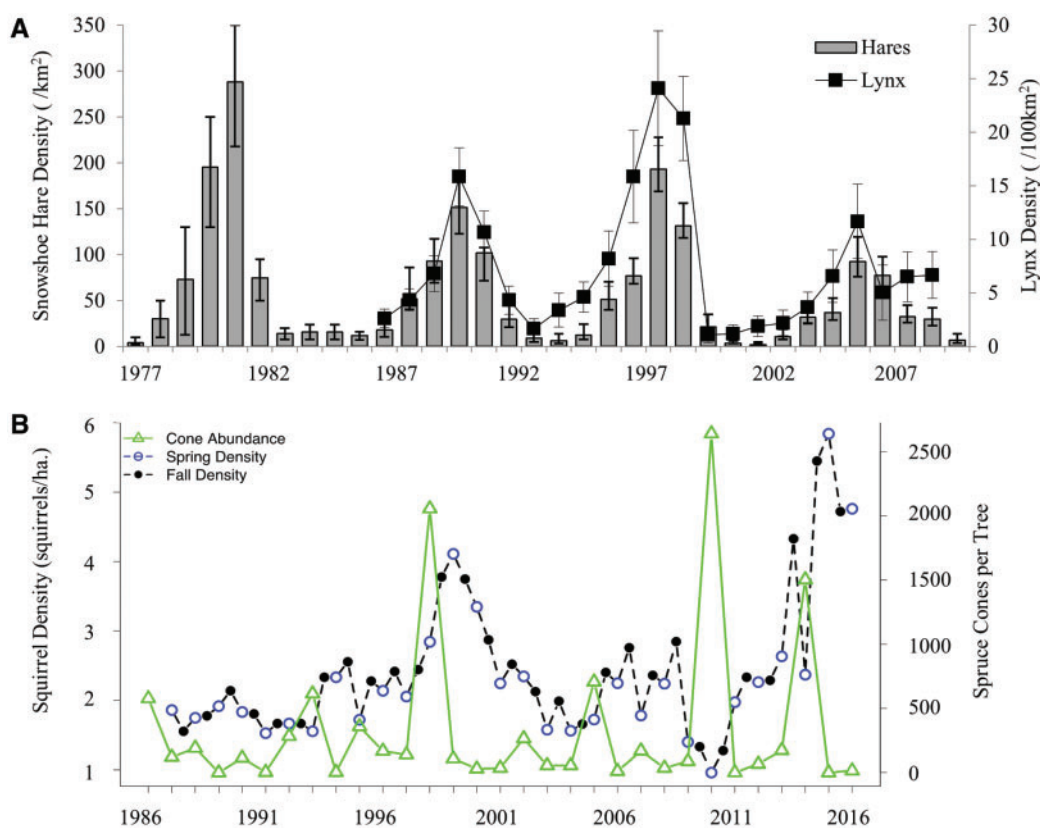 A
Snowshoe Hare Density ( /km²)
350
300
250
200
150
100
50
0
Hares
Lynx
30
25
20
15
10
5
0
Lynx Density ( /100km²)
1977 1982 1987 1992 1997 2002 2007
B
Squirrel Density (squirrels/ha.)
6
5
4
3
2
1
Cone Abundance
Spring Density
Fall Density
2500
2000
1500
1000
500
0
Spruce Cones per Tree
1986 1991 1996 2001 2006 2011 2016